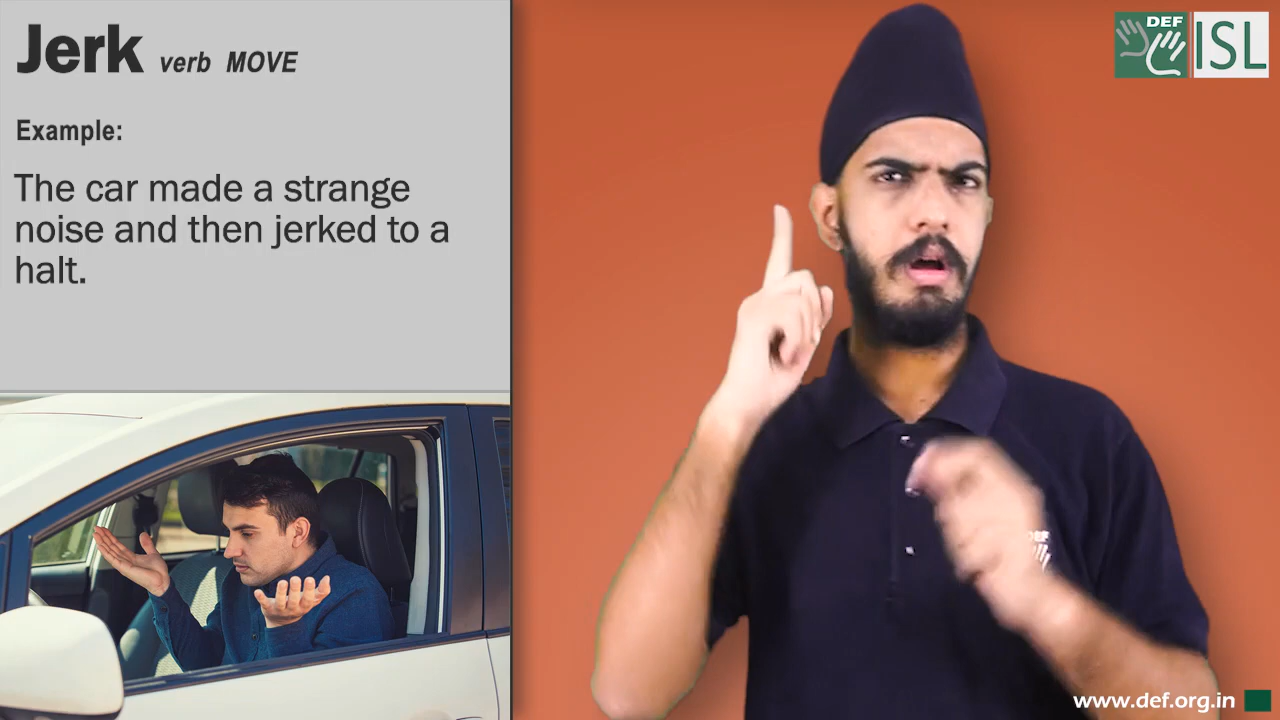 Jerk verb MOVE
Example:
The car made a strange
noise and then jerked to a
halt.
DEF
ISL
DEF
www.def.org.in